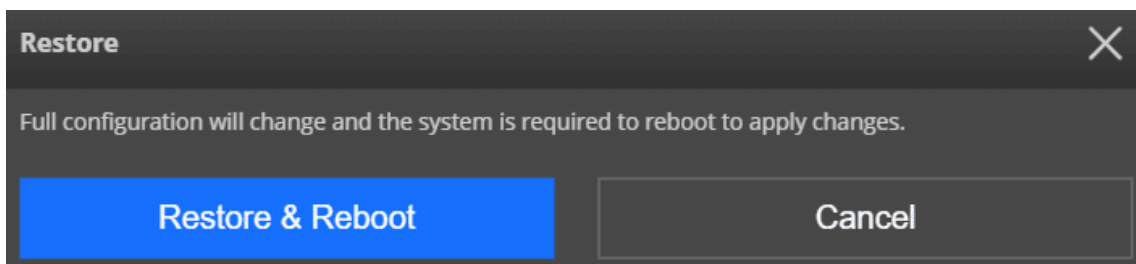 Restore
Full configuration will change and the system is required to reboot to apply changes.
Restore & Reboot
Cancel